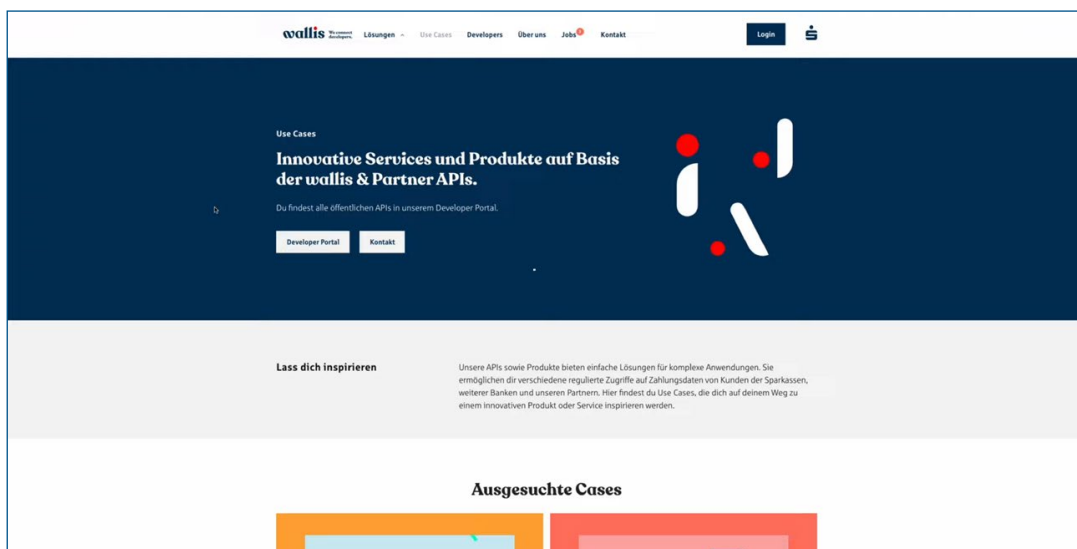 wallis We connect developers. Lösungen Use Cases Developers Über uns Jobs Kontakt Login
Use Cases
Innovative Services und Produkte auf Basis
der wallis & Partner APIs.
Du findest alle öffentlichen APIs in unserem Developer Portal.
Developer Portal Kontakt
Lass dich inspirieren
Unsere APIs sowie Produkte bieten einfache Lösungen für komplexe Anwendungen. Sie
ermöglichen dir verschiedene regulierte Zugriffe auf Zahlungsdaten von Kunden der Sparkassen,
weiterer Banken und unseren Partnern. Hier findest du Use Cases, die dich auf deinem Weg zu
einem innovativen Produkt oder Service inspirieren werden.
Ausgesuchte Cases